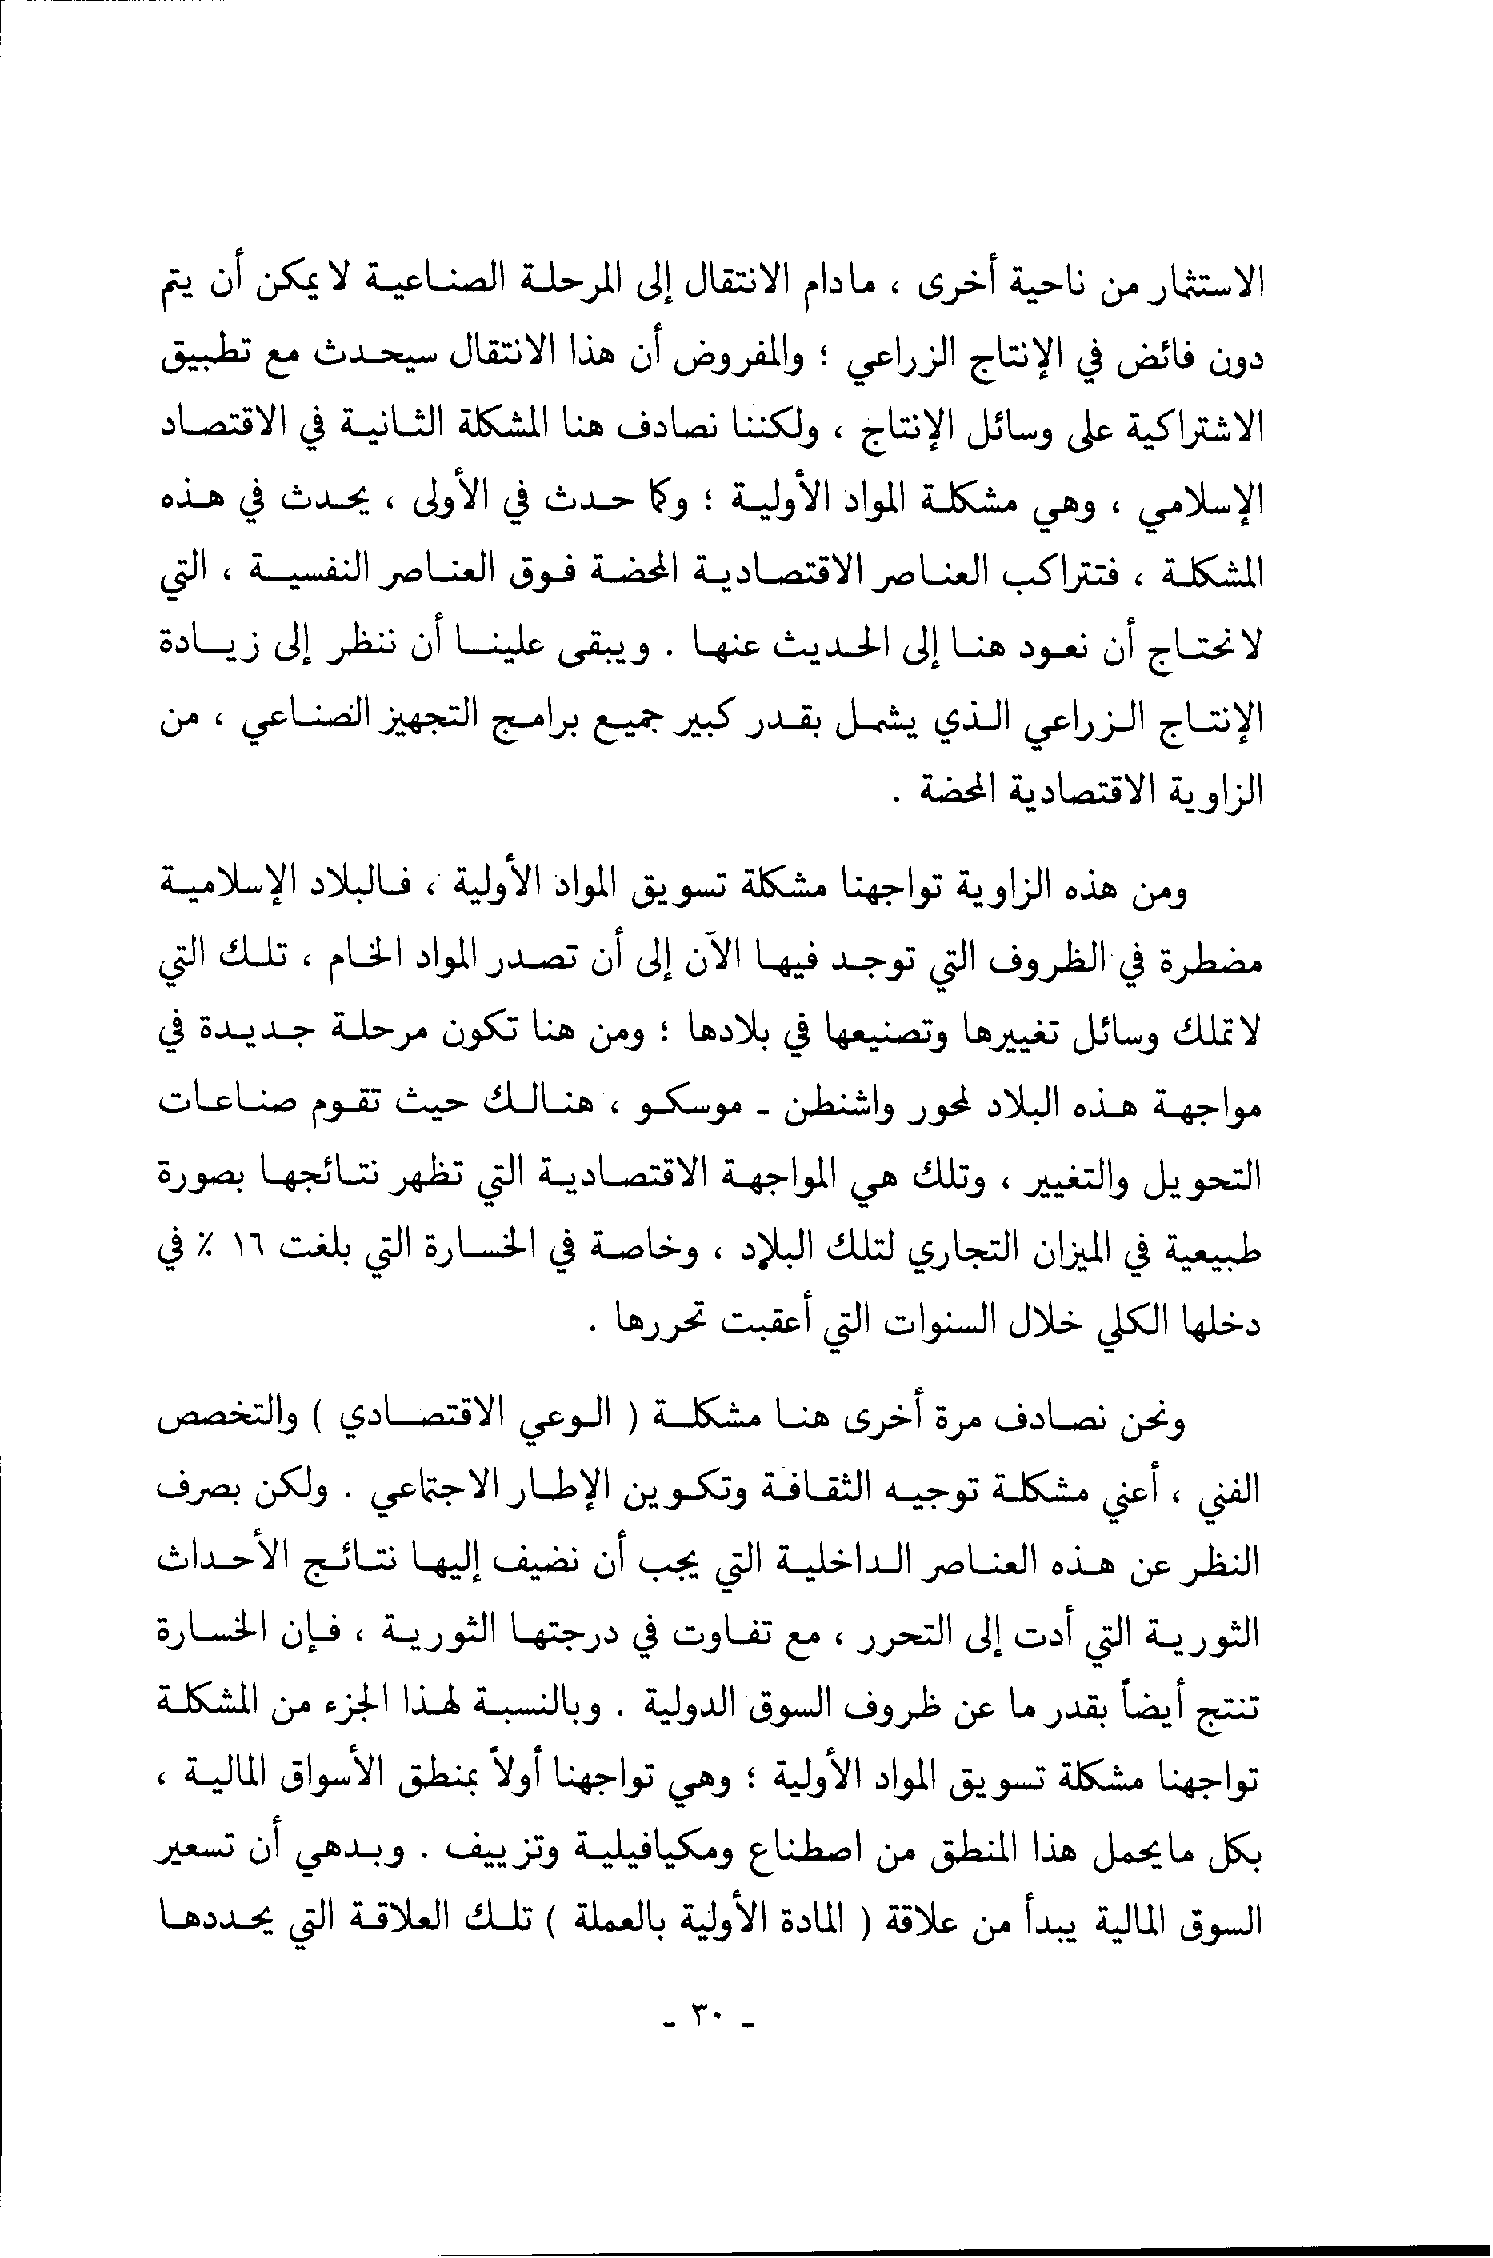 الاستثمار من ناحية أخرى ، مادام الانتقال إلى المرحلة الصناعية لا يمكن أن يتم
دون فائض في الإنتاج الزراعي ؛ والمفروض أن هذا الانتقال سيحدث مع تطبيق
الاشتراكية على وسائل الإنتاج ، ولكننا نصادف هنا المشكلة الثانية في الاقتصاد
الإسلامي ، وهي مشكلة المواد الأولية ؛ وكما حدث في الأولى ، يحدث في هذه
المشكلة ، فتتراكب العناصر الاقتصادية المحضة فوق العناصر النفسية ، التي
لا نحتاج أن نعود هنا إلى الحديث عنها . ويبقى علينا أن ننظر إلى زيادة
الإنتاج الزراعي الذي يشمل بقدر كبير جميع برامج التجهيز الصناعي ، من
الزاوية الاقتصادية المحضة .
ومن هذه الزاوية تواجهنا مشكلة تسويق المواد الأولية ، فالبلاد الإسلامية
مضطرة في الظروف التي توجد فيها الآن إلى أن تصدر المواد الخام ، تلك التي
لا تملك وسائل تغييرها وتصنيعها في بلادها ؛ ومن هنا تكون مرحلة جديدة في
مواجهة هذه البلاد لمحور واشنطن - موسكو ، هنالك حيث تقوم صناعات
التحويل والتغيير ، وتلك هي المواجهة الاقتصادية التي تظهر نتائجها بصورة
طبيعية في الميزان التجاري لتلك البلاد ، وخاصة في الخسارة التي بلغت ١٦ ٪ في
دخلها الكلي خلال السنوات التي أعقبت تحررها .
ونحن نصادف مرة أخرى هنا مشكلة ( الوعي الاقتصادي ) والتخصص
الفني ، أعني مشكلة توجيه الثقافة وتكوين الإطار الاجتماعي . ولكن بصرف
النظر عن هذه العناصر الداخلية التي يجب أن نضيف إليها نتائج الأحداث
الثورية التي أدت إلى التحرر ، مع تفاوت في درجتها الثورية ، فإن الخسارة
تنتج أيضاً بقدر ما عن ظروف السوق الدولية . وبالنسبة لهذا الجزء من المشكلة
تواجهنا مشكلة تسويق المواد الأولية ؛ وهي تواجهنا أولاً بمنطق الأسواق المالية ،
بكل مايحمل هذا المنطق من اصطناع ومكيافيلية وتزييف . وبدهي أن تسعير
السوق المالية يبدأ من علاقة ( المادة الأولية بالعملة ) تلك العلاقة التي يحددها
- ٣٠ -